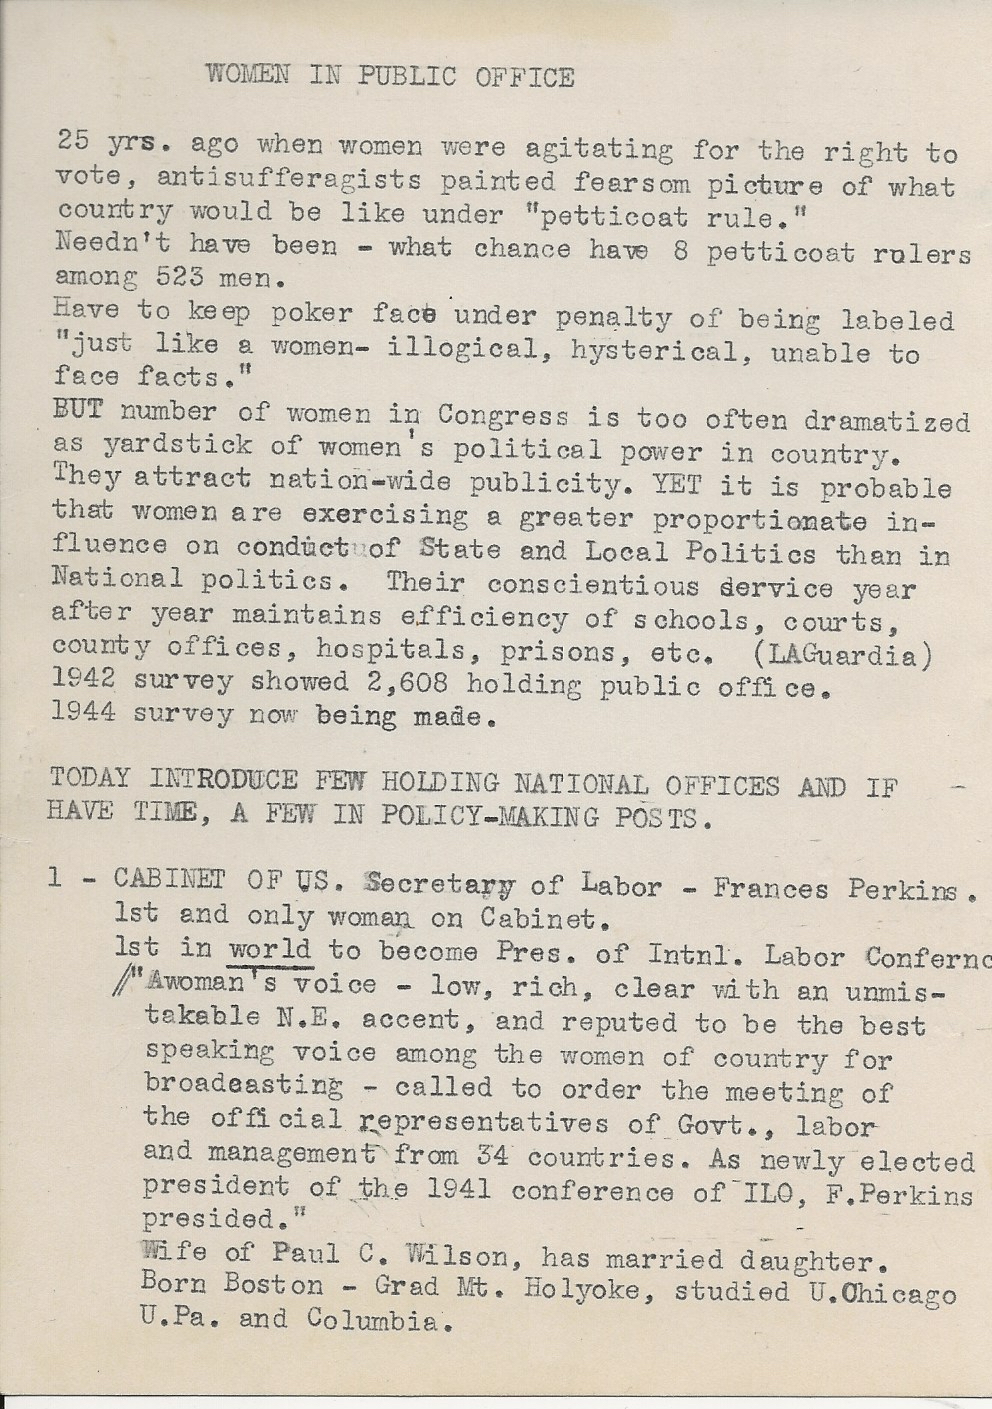 WOMEN IN PUBLIC OFFICE
25 yrs. ago when women were agitating for the right to
vote, antisufferagists painted fearsom picture of what
country would be like under "petticoat rule."
Needn't have been - what chance have 8 petticoat rulers
among 523 men.
Have to keep poker face under penalty of being labeled
"just like a women- illogical, hysterical, unable to
face facts."
BUT number of women in Congress is too often dramatized
as yardstick of women's political power in country.
They attract nation-wide publicity. YET it is probable
that women are exercising a greater proportionate in-
fluence on conduct of State and Local Politics than in
National politics. Their conscientious dervice year
after year maintains efficiency of schools, courts,
county offices, hospitals, prisons, etc. (LAGuardia)
1942 survey showed 2,608 holding public office.
1944 survey now being made.
TODAY INTRODUCE FEW HOLDING NATIONAL OFFICES AND IF -
HAVE TIME, A FEW IN POLICY-MAKING POSTS.
1 - CABINET OF US. Secretary of Labor - Frances Perkins.
1st and only woman on Cabinet.
1st in world to become Pres. of Intnl. Labor Confernc
/"Awoman's voice - low, rich, clear with an unmis-
takable N.E. accent, and reputed to be the best
speaking voice among the women of country for
broadcasting - called to order the meeting of
the official representatives of Govt., labor
and management from 34 countries. As newly elected
president of the 1941 conference of ILO, F.Perkins
presided."
Wife of Paul C. Wilson, has married daughter.
Born Boston - Grad Mt. Holyoke, studied U.Chicago
U.Pa. and Columbia.